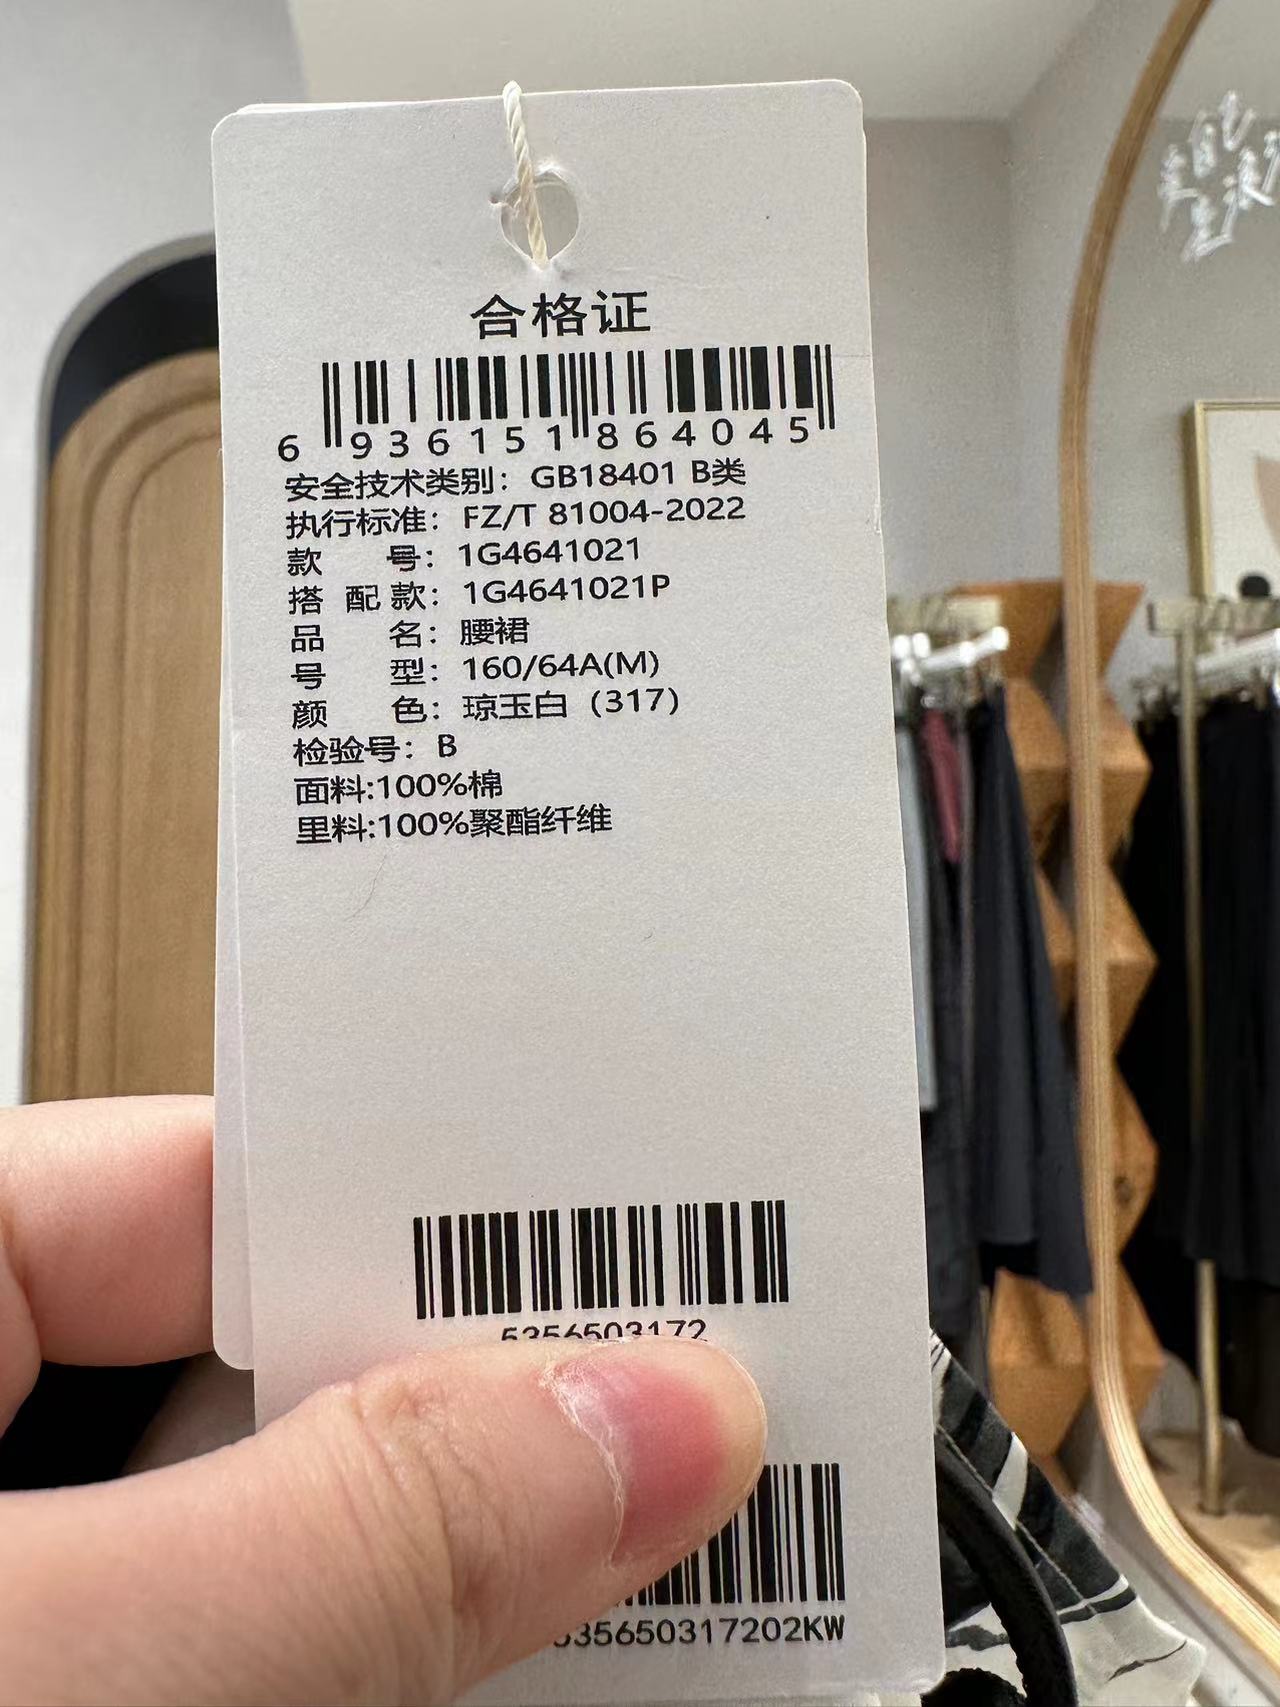 合格证
6 936151 864045
安全技术类别：GB18401 B类
执行标准：FZ/T 81004-2022
款 号：1G4641021
搭 配 款：1G4641021P
品 名：腰裙
号 型：160/64A(M)
颜 色：琼玉白（317）
检验号：B
面料:100%棉
里料:100%聚酯纤维
5356503172
535650317202KW